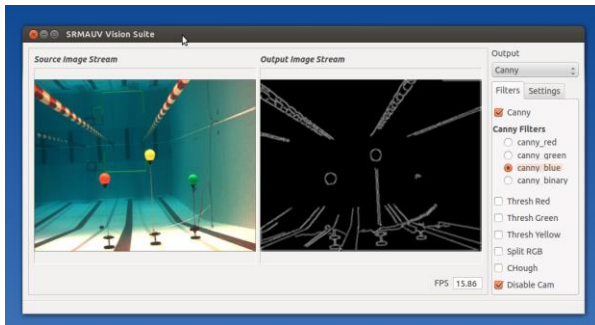 SRMAUV Vision Suite
Source Image Stream
Output Image Stream
Output
Canny
Filters Settings
Canny
Canny Filters
canny_red
canny_green
canny_blue
canny_binary
Thresh Red
Thresh Green
Thresh Yellow
Split RGB
CHough
Disable Cam
FPS 15.86